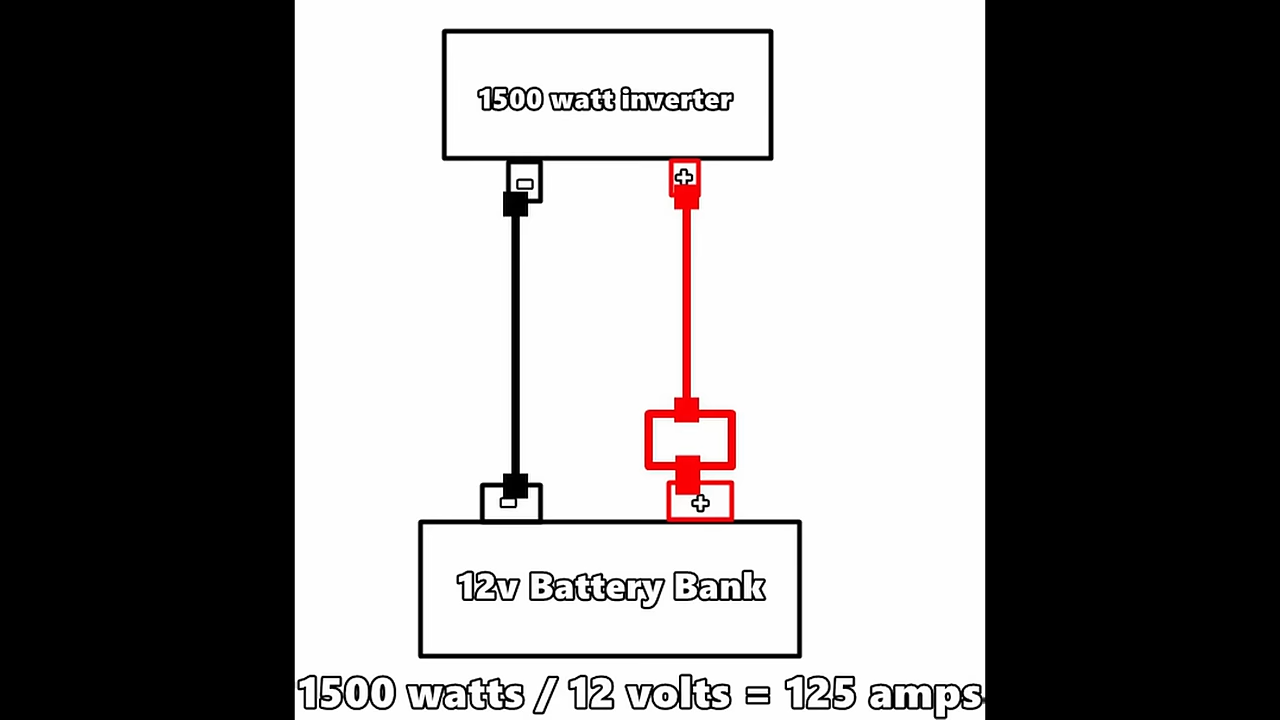 1500 watt inverter
- +
- +
12v Battery Bank
1500 watts / 12 volts = 125 amps